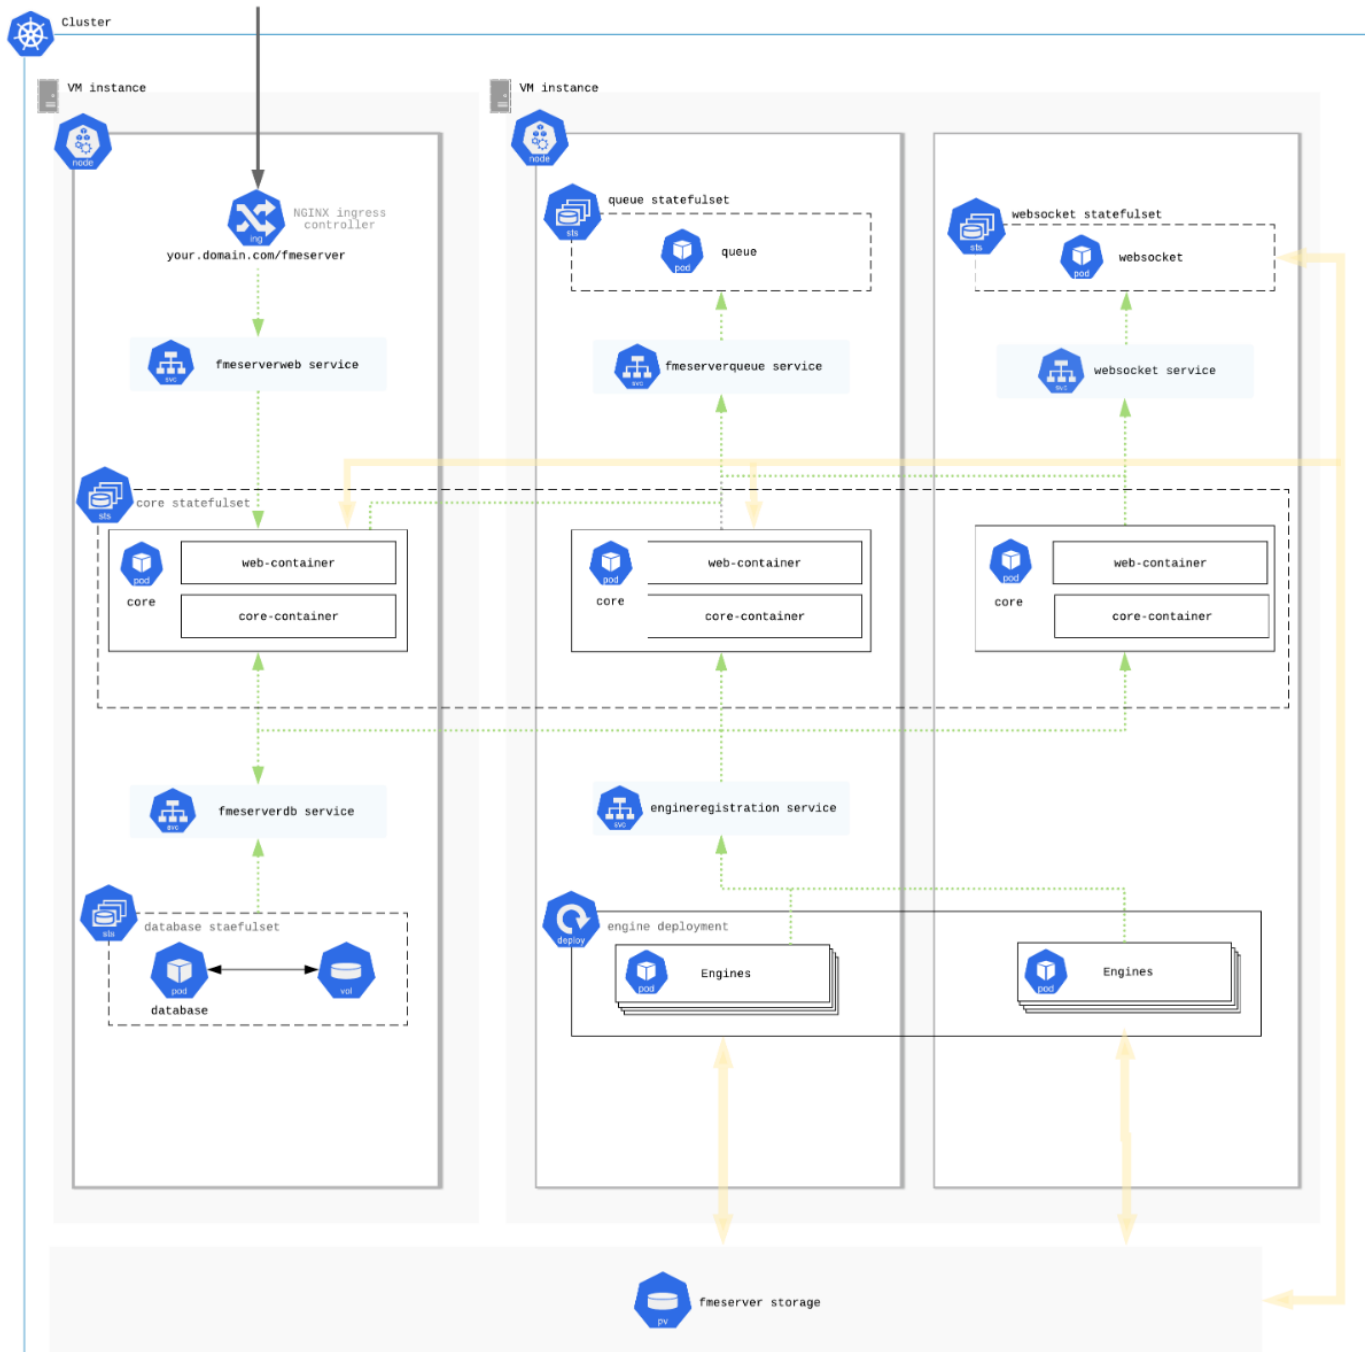 Cluster
VM instance
VM instance
node
node
ing
NGINX ingress
controller
your.domain.com/fmeserver
sts
queue statefulset
pod
queue
sts
websocket statefulset
pod
websocket
svc
fmeserverweb service
svc
fmeserverqueue service
svc
websocket service
sts
core statefulset
pod
core
web-container
core-container
pod
core
web-container
core-container
pod
core
web-container
core-container
svc
fmeserverdb service
svc
engineregistration service
sts
database staefulset
pod
database
vol
deploy
engine deployment
pod
Engines
pod
Engines
pv
fmeserver storage